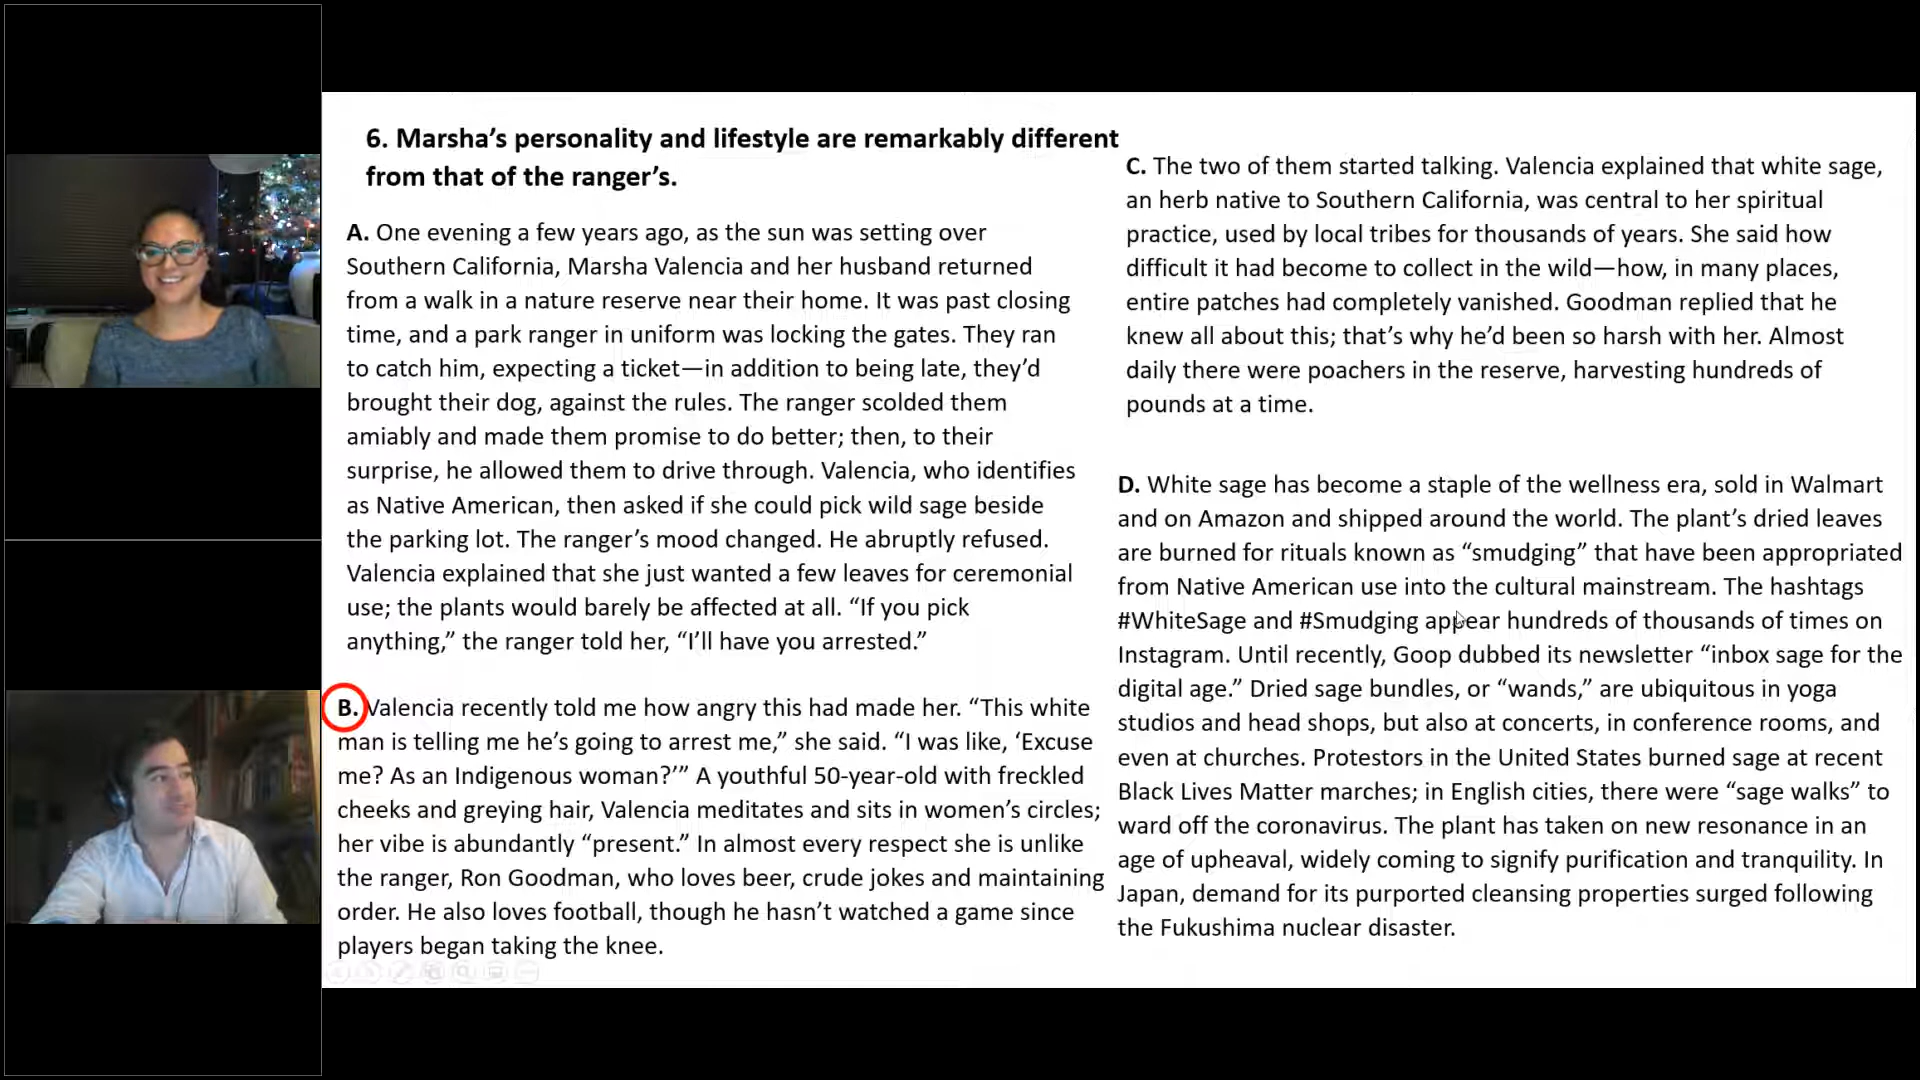 6. Marsha’s personality and lifestyle are remarkably different
from that of the ranger’s.
A. One evening a few years ago, as the sun was setting over
Southern California, Marsha Valencia and her husband returned
from a walk in a nature reserve near their home. It was past closing
time, and a park ranger in uniform was locking the gates. They ran
to catch him, expecting a ticket—in addition to being late, they’d
brought their dog, against the rules. The ranger scolded them
amiably and made them promise to do better; then, to their
surprise, he allowed them to drive through. Valencia, who identifies
as Native American, then asked if she could pick wild sage beside
the parking lot. The ranger’s mood changed. He abruptly refused.
Valencia explained that she just wanted a few leaves for ceremonial
use; the plants would barely be affected at all. “If you pick
anything,” the ranger told her, “I’ll have you arrested.”
B. Valencia recently told me how angry this had made her. “This white
man is telling me he’s going to arrest me,” she said. “I was like, ‘Excuse
me? As an Indigenous woman?’” A youthful 50-year-old with freckled
cheeks and greying hair, Valencia meditates and sits in women’s circles;
her vibe is abundantly “present.” In almost every respect she is unlike
the ranger, Ron Goodman, who loves beer, crude jokes and maintaining
order. He also loves football, though he hasn’t watched a game since
players began taking the knee.
C. The two of them started talking. Valencia explained that white sage,
an herb native to Southern California, was central to her spiritual
practice, used by local tribes for thousands of years. She said how
difficult it had become to collect in the wild—how, in many places,
entire patches had completely vanished. Goodman replied that he
knew all about this; that’s why he’d been so harsh with her. Almost
daily there were poachers in the reserve, harvesting hundreds of
pounds at a time.
D. White sage has become a staple of the wellness era, sold in Walmart
and on Amazon and shipped around the world. The plant’s dried leaves
are burned for rituals known as “smudging” that have been appropriated
from Native American use into the cultural mainstream. The hashtags
#WhiteSage and #Smudging appear hundreds of thousands of times on
Instagram. Until recently, Goop dubbed its newsletter “inbox sage for the
digital age.” Dried sage bundles, or “wands,” are ubiquitous in yoga
studios and head shops, but also at concerts, in conference rooms, and
even at churches. Protestors in the United States burned sage at recent
Black Lives Matter marches; in English cities, there were “sage walks” to
ward off the coronavirus. The plant has taken on new resonance in an
age of upheaval, widely coming to signify purification and tranquility. In
Japan, demand for its purported cleansing properties surged following
the Fukushima nuclear disaster.